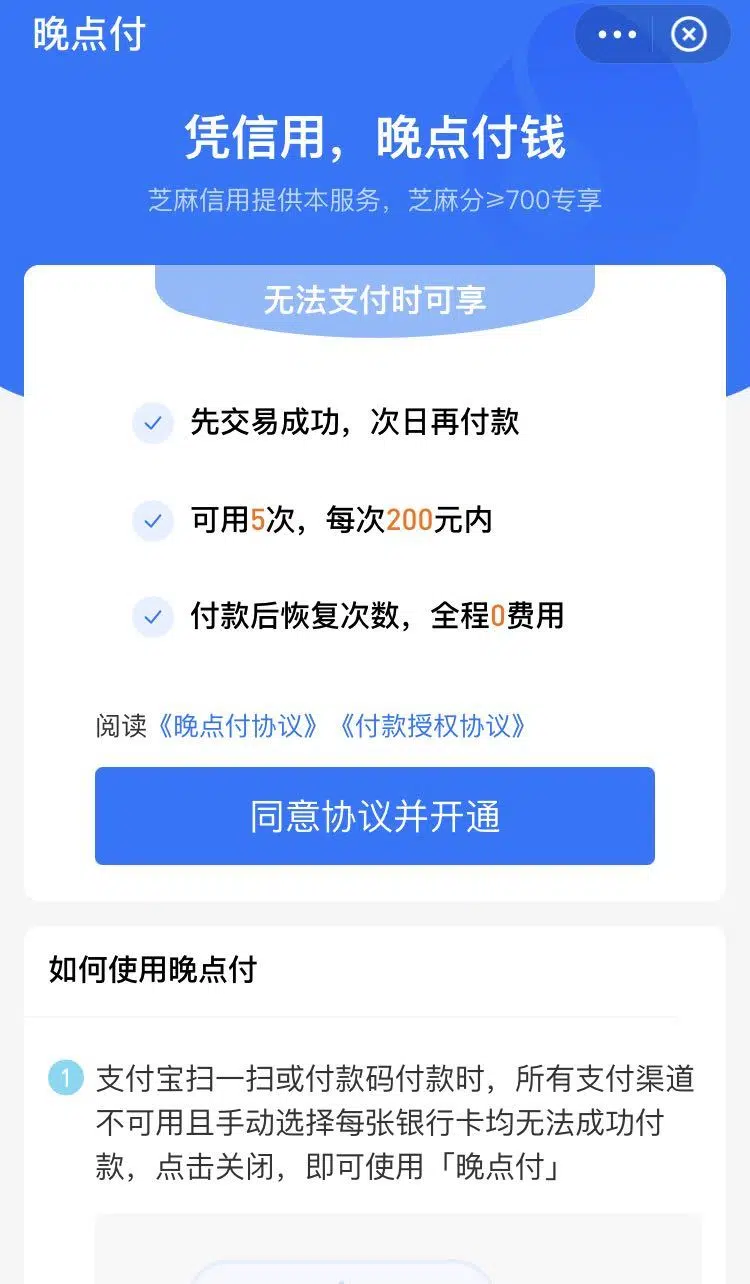 晚点付
凭信用，晚点付钱
芝麻信用提供本服务，芝麻分≥700专享
无法支付时可享
先交易成功，次日再付款
可用5次，每次200元内
付款后恢复次数，全程0费用
阅读《晚点付协议》《付款授权协议》
同意协议并开通
如何使用晚点付
1 支付宝扫一扫或付款码付款时，所有支付渠道
不可用且手动选择每张银行卡均无法成功付
款，点击关闭，即可使用「晚点付」